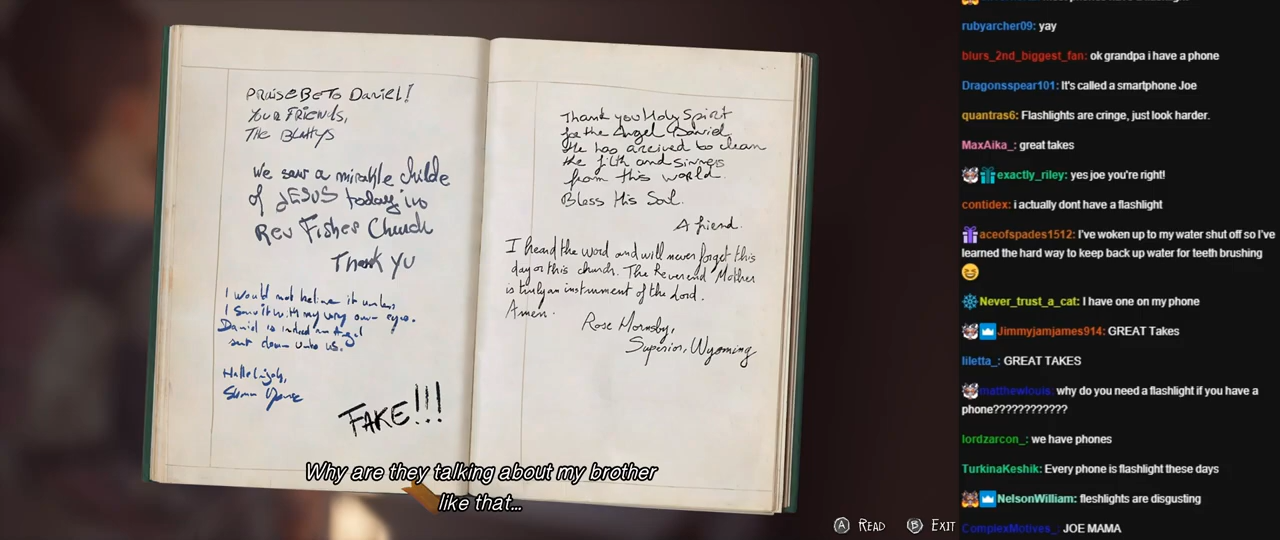 PRAISE BE TO DANIEL!
YOUR FRIENDS,
THE BLATTYS
We saw a mirakle childe
of JESUS today in
Rev Fisher Church
Thank YU
I would not believe it unless
I saw it with my very own eyes.
Daniel is indeed an Angel
sent down unto us.
Hallelujah,
FAKE!!!
Thank you Holy Spirit
for the Angel Daniel
He has arrived to clean
the filth and sinners
from this world.
Bless His Soul.
A friend.
I heard the word and will never forget this
day or this church. The Reverend Mother
is truly an instrument of the Lord.
Amen.
Rose Hornsby,
Superior, Wyoming
Why are they talking about my brother
like that...
A READ B EXIT
rubyarcher09: yay
blurs_2nd_biggest_fan: ok grandpa i have a phone
Dragonsspear101: It's called a smartphone Joe
quantras6: Flashlights are cringe, just look harder.
MaxAika_: great takes
exactly_riley: yes joe you're right!
contidex: i actually dont have a flashlight
aceofspades1512: I've woken up to my water shut off so I've
learned the hard way to keep back up water for teeth brushing
Never_trust_a_cat: I have one on my phone
Jimmyjamjames914: GREAT Takes
liletta_: GREAT TAKES
matthewlouis: why do you need a flashlight if you have a
phone????????????
lordzarcon_: we have phones
TurkinaKeshik: Every phone is flashlight these days
NelsonWilliam: fleshlights are disgusting
ComplexMotives_: JOE MAMA